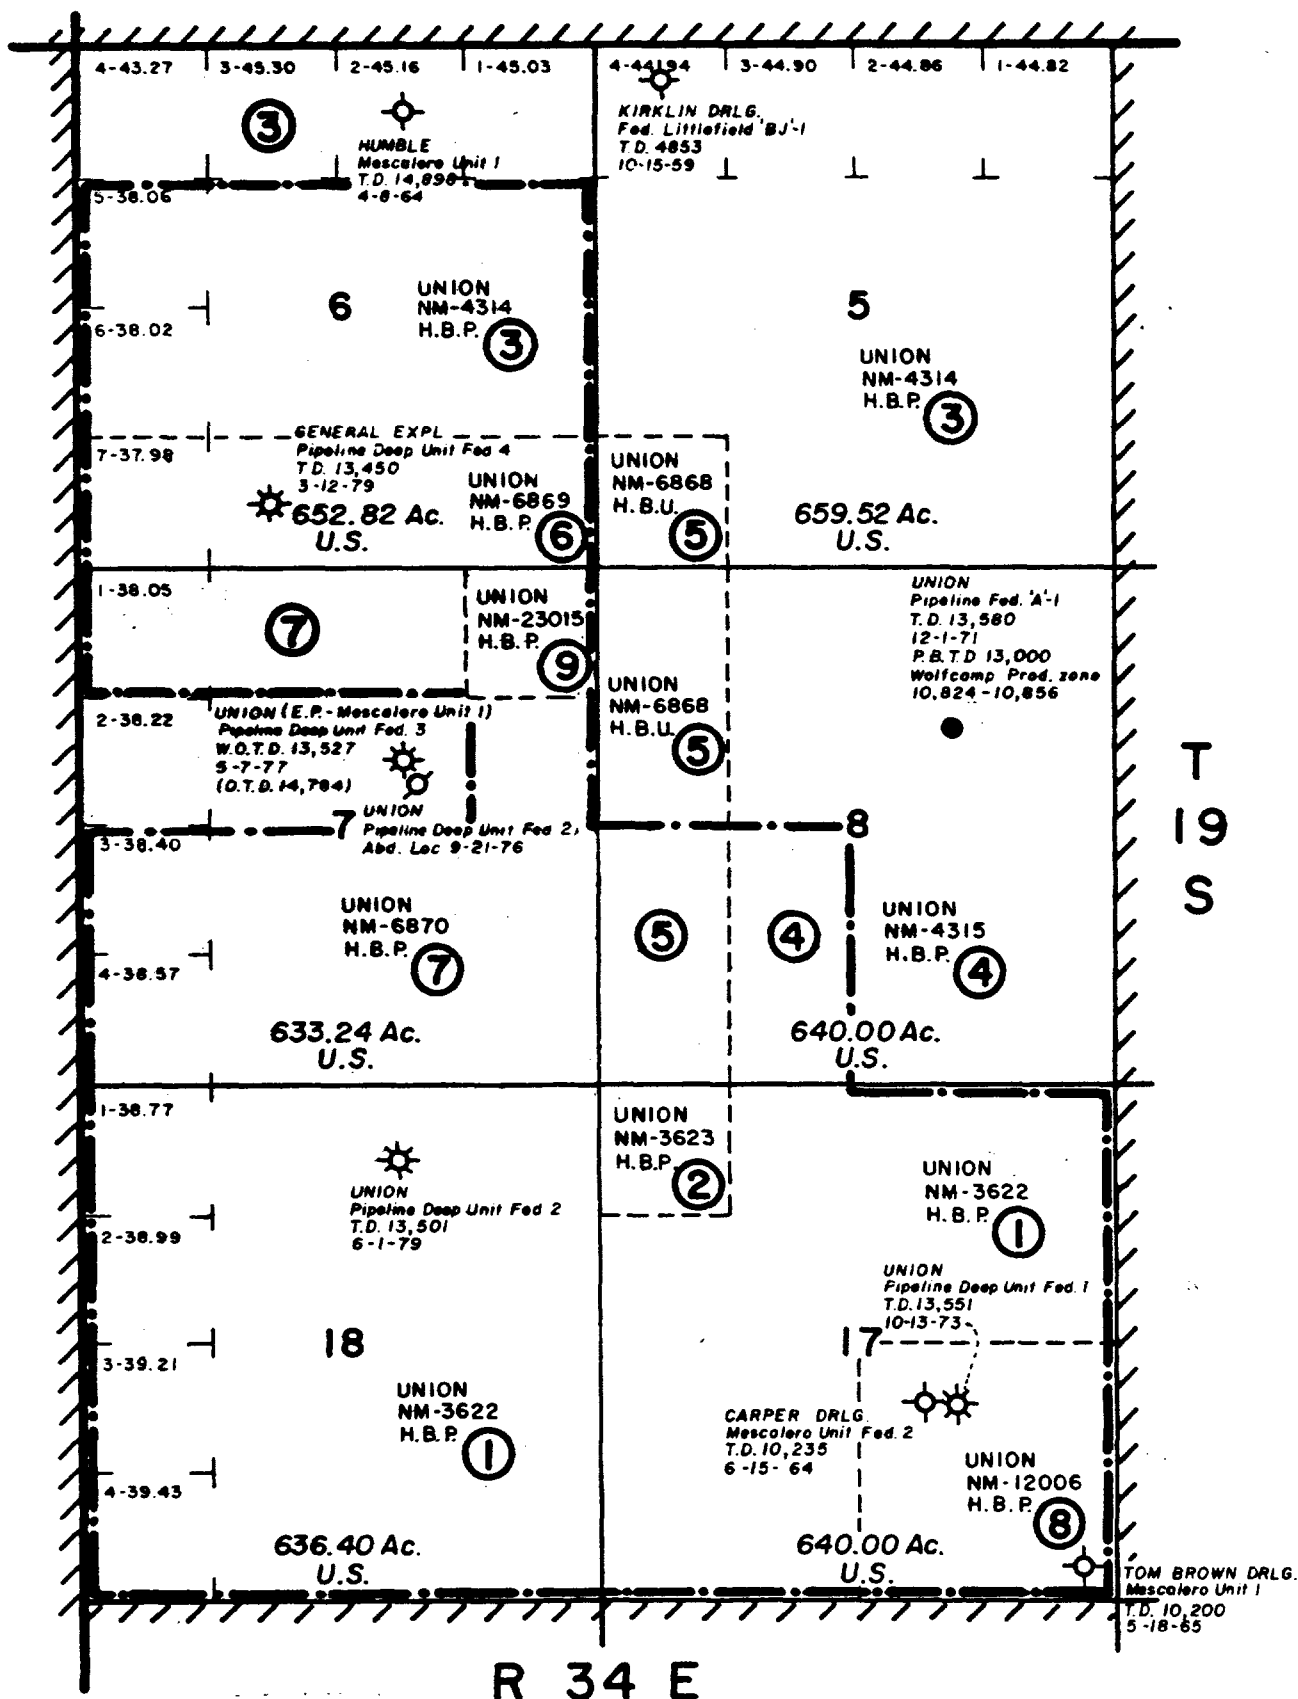 4-43.27 3-45.30 2-45.16 1-45.03 4-44.94 3-44.90 2-44.86 1-44.82
3
HUMBLE
Mescalero Unit 1
T.D. 14,898
4-8-64
KIRKLIN DRLG.
Fed. Littlefield 'BJ'-1
T.D. 4853
10-15-59
5-38.06
6
UNION
NM-4314
H.B.P. 3
6-38.02
5
UNION
NM-4314
H.B.P. 3
7-37.98
GENERAL EXPL
Pipeline Deep Unit Fed 4
T.D. 13,450
3-12-79
652.82 Ac.
U.S.
UNION
NM-6869
H.B.P. 6
UNION
NM-6868
H.B.U. 5
659.52 Ac.
U.S.
1-38.05
7
UNION
NM-23015
H.B.P. 9
UNION
Pipeline Fed. 'A'-1
T.D. 13,580
12-1-71
P.B.T.D 13,000
Wolfcamp Prod. zone
10,824-10,856
UNION
NM-6868
H.B.U. 5
2-38.22
UNION (E.P.-Mescalero Unit 1)
Pipeline Deep Unit Fed. 3
W.O.T.D. 13,527
5-7-77
(O.T.D. 14,784)
7
UNION
Pipeline Deep Unit Fed 2,
Abd. Loc 9-21-76
8
T
19
S
3-38.40
UNION
NM-6870
H.B.P. 7
5
4
UNION
NM-4315
H.B.P. 4
4-38.57
633.24 Ac.
U.S.
640.00 Ac.
U.S.
1-38.77
UNION
Pipeline Deep Unit Fed 2
T.D. 13,501
6-1-79
UNION
NM-3623
H.B.P. 2
UNION
NM-3622
H.B.P. 1
2-38.99
UNION
Pipeline Deep Unit Fed. 1
T.D. 13,551
10-13-73
3-39.21
18
17
UNION
NM-3622
H.B.P. 1
CARPER DRLG.
Mescalero Unit Fed. 2
T.D. 10,235
6-15-64
UNION
NM-12006
H.B.P. 8
4-39.43
636.40 Ac.
U.S.
640.00 Ac.
U.S.
TOM BROWN DRLG.
Mescalero Unit 1
T.D. 10,200
5-18-65
R 34 E